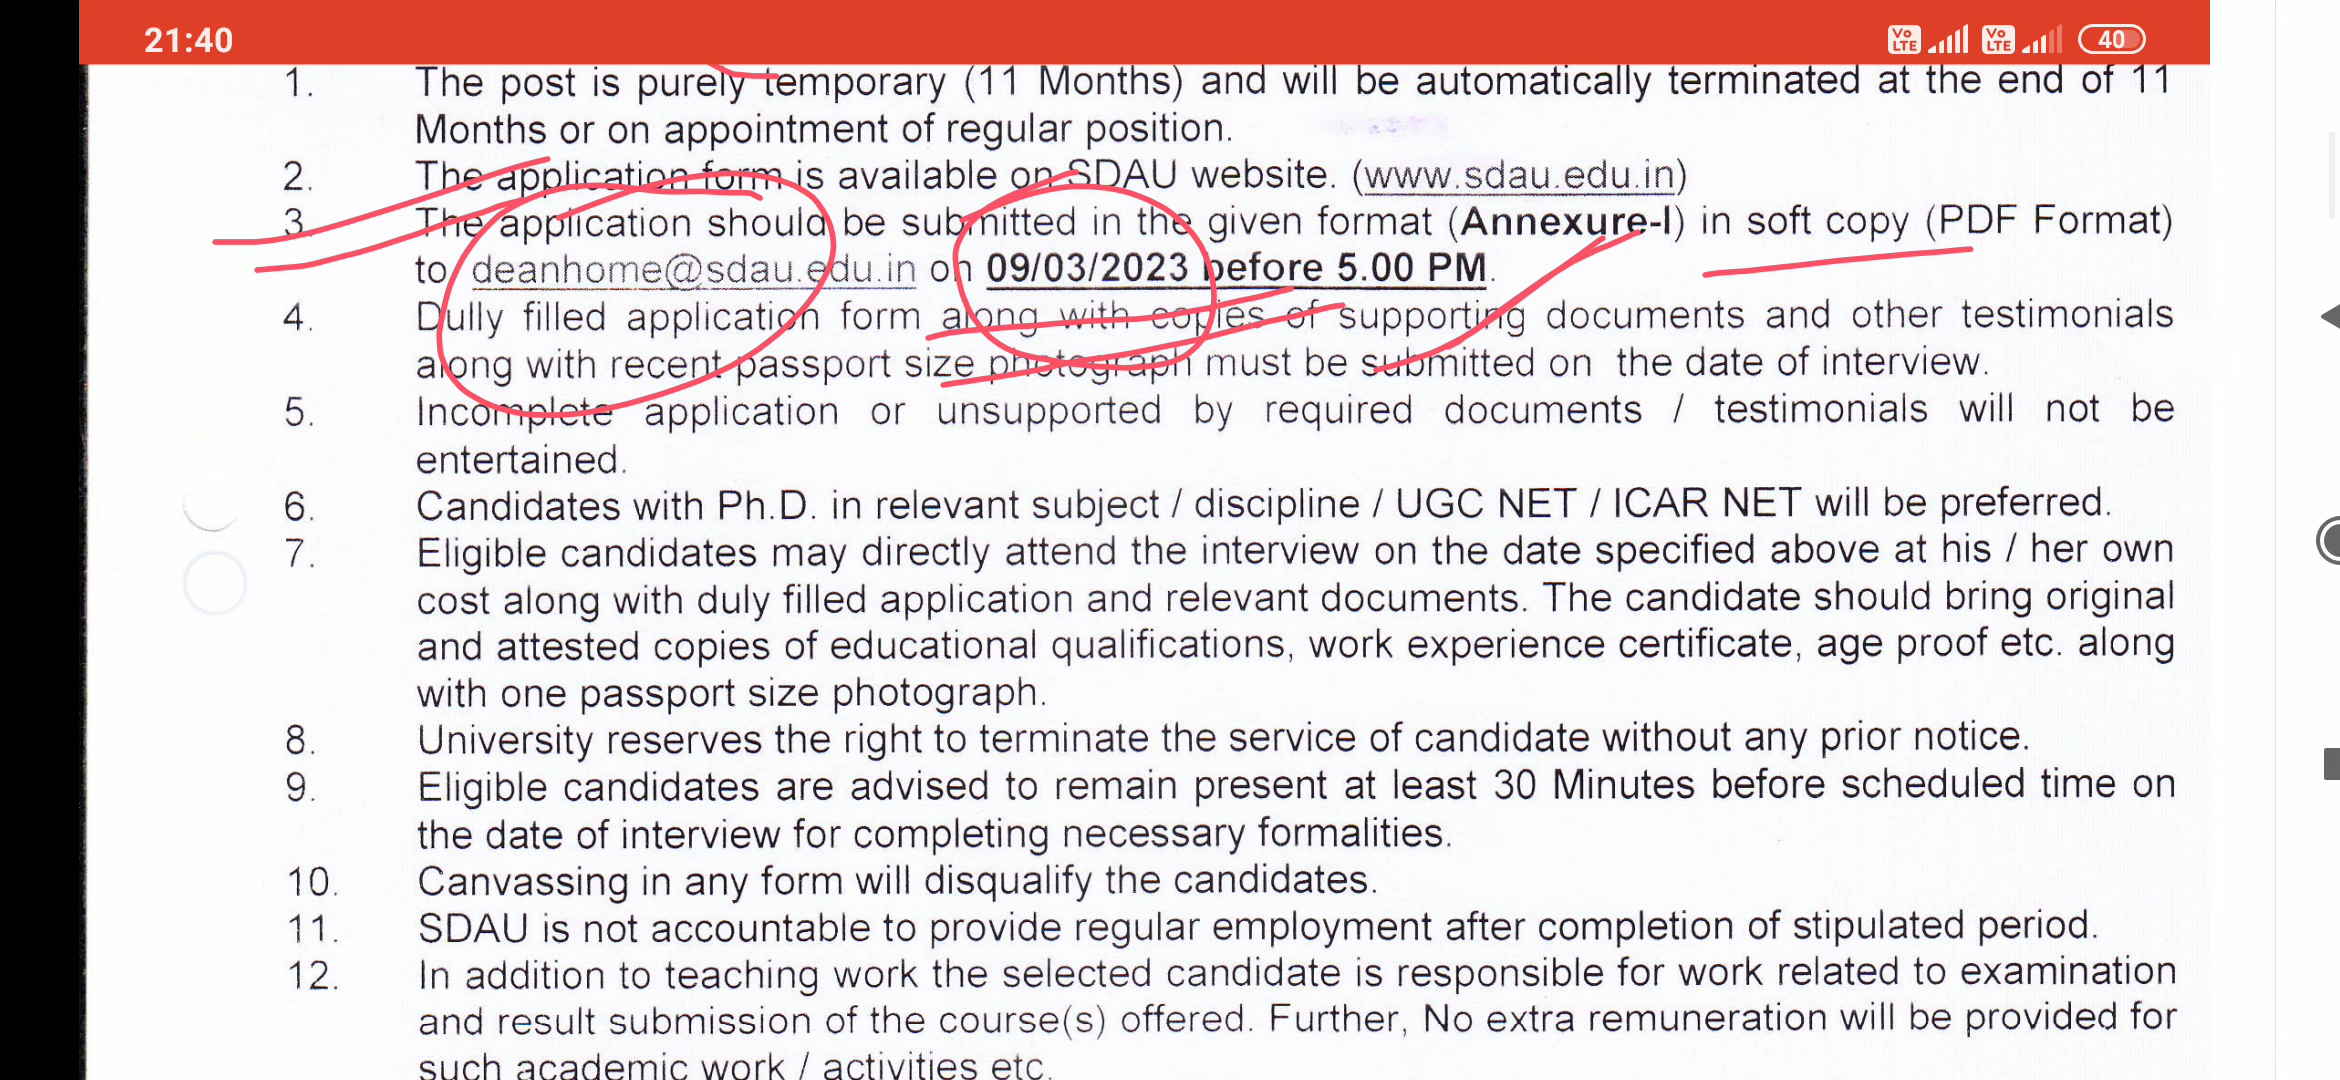 21:40
Vo LTE Vo LTE 40
1. The post is purely temporary (11 Months) and will be automatically terminated at the end of 11
Months or on appointment of regular position.
2. The application form is available on SDAU website. (www.sdau.edu.in)
3. The application should be submitted in the given format (Annexure-I) in soft copy (PDF Format)
to deanhome@sdau.edu.in on 09/03/2023 before 5.00 PM.
4. Dully filled application form along with copies of supporting documents and other testimonials
along with recent passport size photograph must be submitted on the date of interview.
5. Incomplete application or unsupported by required documents / testimonials will not be
entertained.
6. Candidates with Ph.D. in relevant subject / discipline / UGC NET / ICAR NET will be preferred.
7. Eligible candidates may directly attend the interview on the date specified above at his / her own
cost along with duly filled application and relevant documents. The candidate should bring original
and attested copies of educational qualifications, work experience certificate, age proof etc. along
with one passport size photograph.
8. University reserves the right to terminate the service of candidate without any prior notice.
9. Eligible candidates are advised to remain present at least 30 Minutes before scheduled time on
the date of interview for completing necessary formalities.
10. Canvassing in any form will disqualify the candidates.
11. SDAU is not accountable to provide regular employment after completion of stipulated period.
12. In addition to teaching work the selected candidate is responsible for work related to examination
and result submission of the course(s) offered. Further, No extra remuneration will be provided for
such academic work / activities etc.